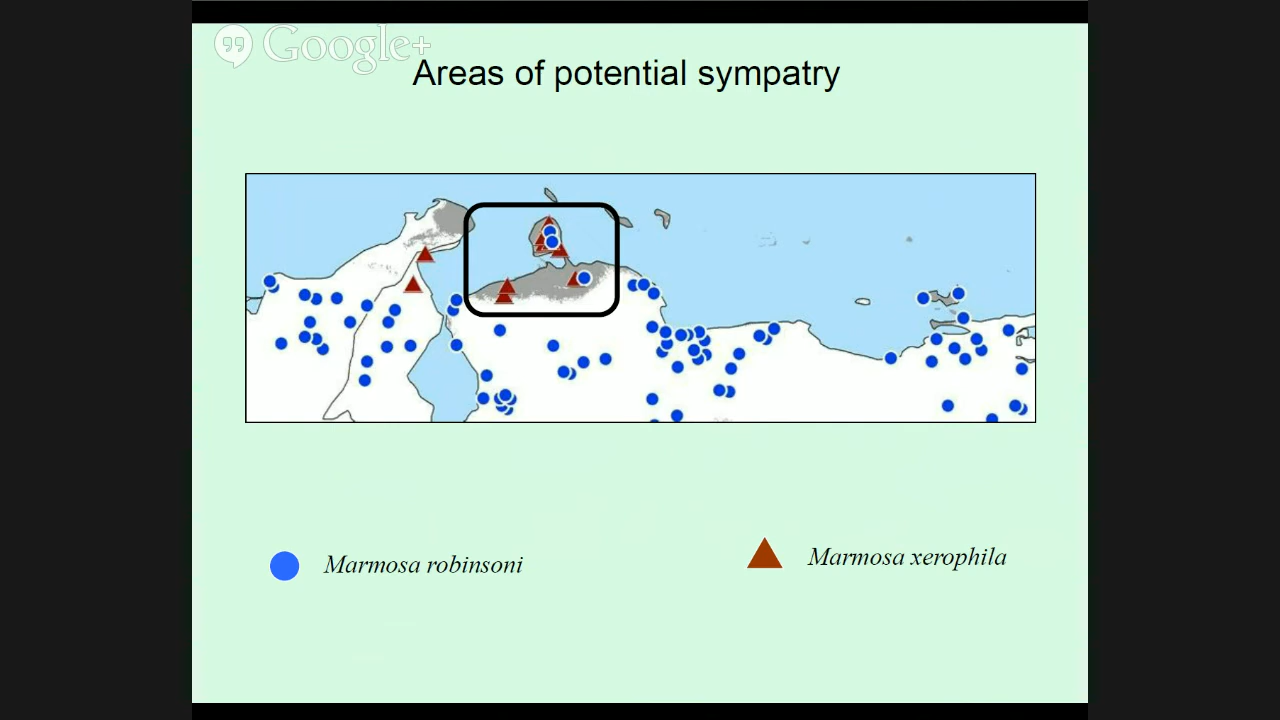 Google+
Areas of potential sympatry
Marmosa robinsoni
Marmosa xerophila